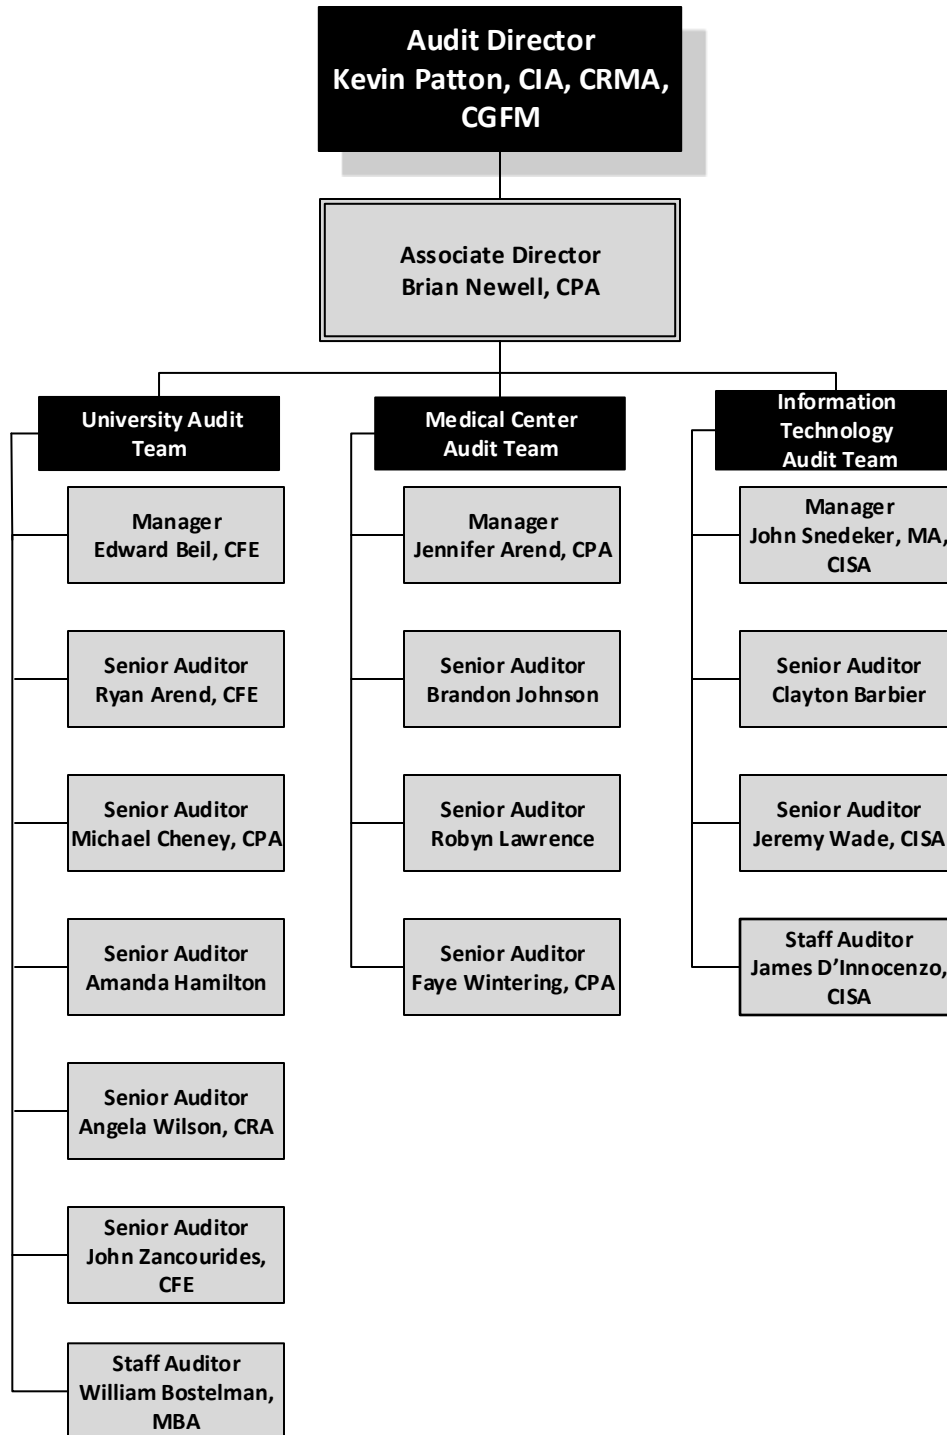 Audit Director
Kevin Patton, CIA, CRMA,
CGFM
Associate Director
Brian Newell, CPA
University Audit
Team
Manager
Edward Beil, CFE
Senior Auditor
Ryan Arend, CFE
Senior Auditor
Michael Cheney, CPA
Senior Auditor
Amanda Hamilton
Senior Auditor
Angela Wilson, CRA
Senior Auditor
John Zancourides,
CFE
Staff Auditor
William Bostelman,
MBA
Medical Center
Audit Team
Manager
Jennifer Arend, CPA
Senior Auditor
Brandon Johnson
Senior Auditor
Robyn Lawrence
Senior Auditor
Faye Wintering, CPA
Information
Technology
Audit Team
Manager
John Snedeker, MA,
CISA
Senior Auditor
Clayton Barbier
Senior Auditor
Jeremy Wade, CISA
Staff Auditor
James D’Innocenzo,
CISA